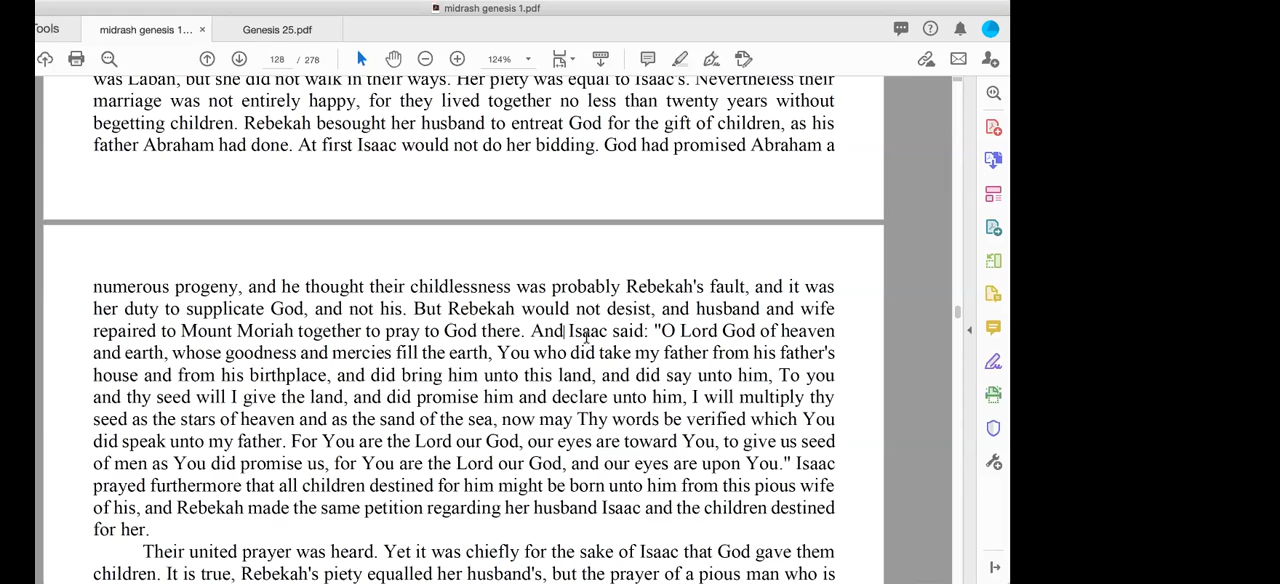 midrash genesis 1.pdf
ools
midrash genesis 1... ×
Genesis 25.pdf
128 / 278
124%
was Laban, but she did not walk in their ways. Her piety was equal to Isaac's. Nevertheless their
marriage was not entirely happy, for they lived together no less than twenty years without
begetting children. Rebekah besought her husband to entreat God for the gift of children, as his
father Abraham had done. At first Isaac would not do her bidding. God had promised Abraham a
numerous progeny, and he thought their childlessness was probably Rebekah's fault, and it was
her duty to supplicate God, and not his. But Rebekah would not desist, and husband and wife
repaired to Mount Moriah together to pray to God there. And Isaac said: "O Lord God of heaven
and earth, whose goodness and mercies fill the earth, You who did take my father from his father's
house and from his birthplace, and did bring him unto this land, and did say unto him, To you
and thy seed will I give the land, and did promise him and declare unto him, I will multiply thy
seed as the stars of heaven and as the sand of the sea, now may Thy words be verified which You
did speak unto my father. For You are the Lord our God, our eyes are toward You, to give us seed
of men as You did promise us, for You are the Lord our God, and our eyes are upon You." Isaac
prayed furthermore that all children destined for him might be born unto him from this pious wife
of his, and Rebekah made the same petition regarding her husband Isaac and the children destined
for her.
Their united prayer was heard. Yet it was chiefly for the sake of Isaac that God gave them
children. It is true, Rebekah's piety equalled her husband's, but the prayer of a pious man who is